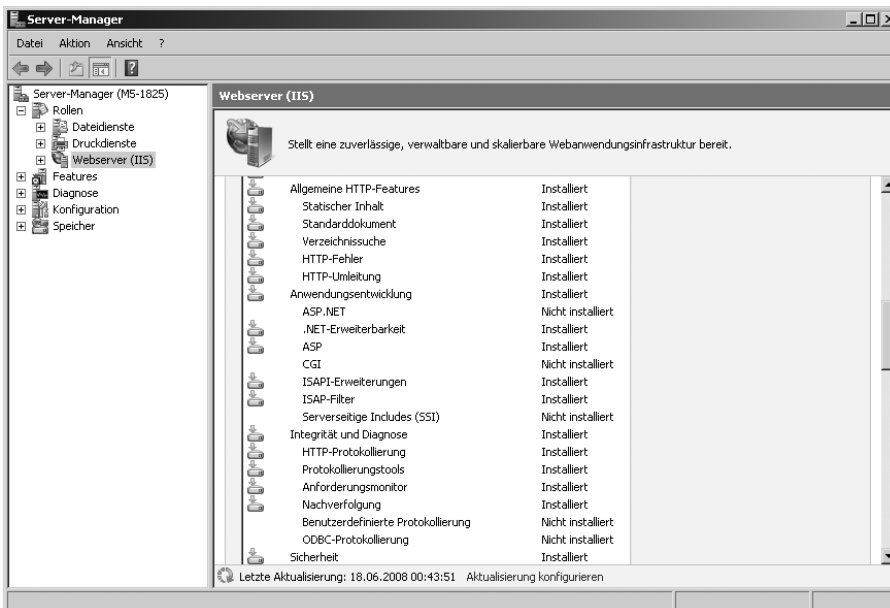 Server-Manager
Datei Aktion Ansicht ?
Server-Manager (M5-1825)
Rollen
Dateidienste
Druckdienste
Webserver (IIS)
Features
Diagnose
Konfiguration
Speicher
Webserver (IIS)
Stellt eine zuverlässige, verwaltbare und skalierbare Webanwendungsinfrastruktur bereit.
Allgemeine HTTP-Features Installiert
Statischer Inhalt Installiert
Standarddokument Installiert
Verzeichnissuche Installiert
HTTP-Fehler Installiert
HTTP-Umleitung Installiert
Anwendungsentwicklung Installiert
ASP.NET Nicht installiert
.NET-Erweiterbarkeit Installiert
ASP Installiert
CGI Nicht installiert
ISAPI-Erweiterungen Installiert
ISAP-Filter Installiert
Serverseitige Includes (SSI) Nicht installiert
Integrität und Diagnose Installiert
HTTP-Protokollierung Installiert
Protokollierungstools Installiert
Anforderungsmonitor Installiert
Nachverfolgung Installiert
Benutzerdefinierte Protokollierung Nicht installiert
ODBC-Protokollierung Nicht installiert
Sicherheit Installiert
Letzte Aktualisierung: 18.06.2008 00:43:51 Aktualisierung konfigurieren